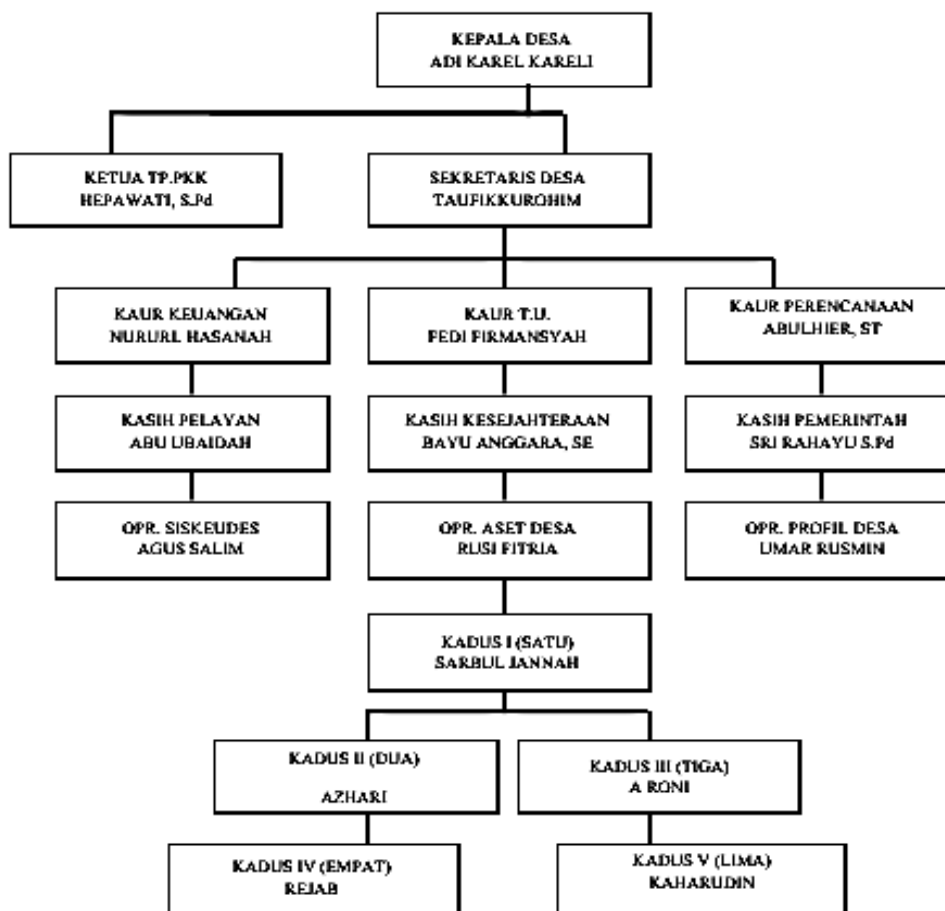 KEPALA DESA
ADI KAREL KARELI
KETUA TP.PKK
HEPAWATI, S.Pd
SEKRETARIS DESA
TAUFIKKUROHIM
KAUR KEUANGAN
NURURL HASANAH
KAUR T.U.
FEDI FIRMANSYAH
KAUR PERENCANAAN
ABULHIER, ST
KASIH PELAYAN
ABU UBAIDAH
KASIH KESEJAHTERAAN
BAYU ANGGARA, SE
KASIH PEMERINTAH
SRI RAHAYU S.Pd
OPR. SISKEUDES
AGUS SALIM
OPR. ASET DESA
RUSI FITRIA
OPR. PROFIL DESA
UMAR RUSMIN
KADUS I (SATU)
SARBUL JANNAH
KADUS II (DUA)
AZHARI
KADUS III (TIGA)
A RONI
KADUS IV (EMPAT)
REJAB
KADUS V (LIMA)
KAHARUDIN